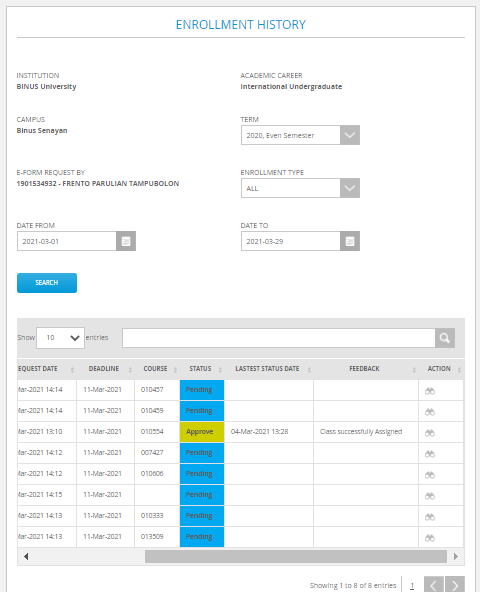 ENROLLMENT HISTORY
INSTITUTION
BINUS University
ACADEMIC CAREER
International Undergraduate
CAMPUS
Binus Senayan
TERM
2020, Even Semester
E-FORM REQUEST BY
1901534932 - FRENTO PARULIAN TAMPUBOLON
ENROLLMENT TYPE
ALL
DATE FROM
2021-03-01
DATE TO
2021-03-29
SEARCH
Show 10 entries
EQUEST DATE DEADLINE COURSE STATUS LASTEST STATUS DATE FEEDBACK ACTION
Mar-2021 14:14 11-Mar-2021 010457 Pending
Mar-2021 14:14 11-Mar-2021 010459 Pending
Mar-2021 13:10 11-Mar-2021 010554 Approve 04-Mar-2021 13:28 Class successfully Assigned
Mar-2021 14:12 11-Mar-2021 007427 Pending
Mar-2021 14:12 11-Mar-2021 010606 Pending
Mar-2021 14:15 11-Mar-2021 Pending
Mar-2021 14:13 11-Mar-2021 010333 Pending
Mar-2021 14:13 11-Mar-2021 013509 Pending
Showing 1 to 8 of 8 entries 1